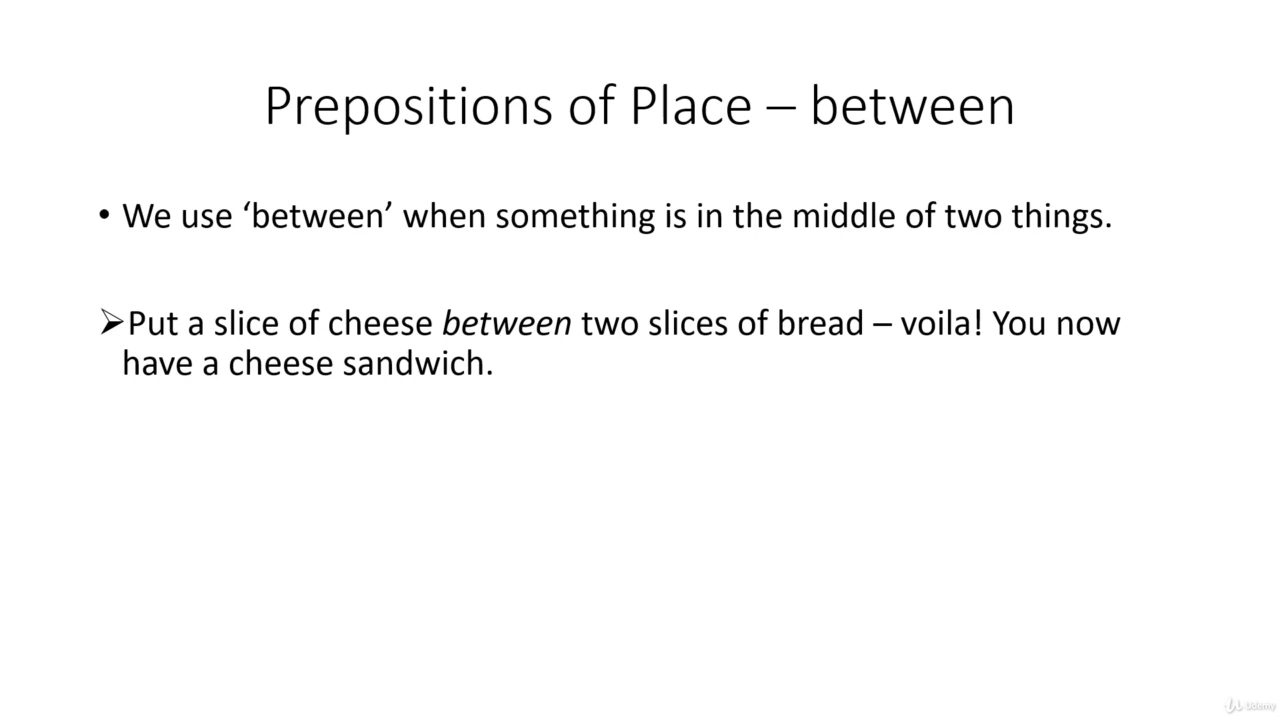 Prepositions of Place – between
• We use ‘between’ when something is in the middle of two things.
➢Put a slice of cheese between two slices of bread – voila! You now
have a cheese sandwich.
Udemy